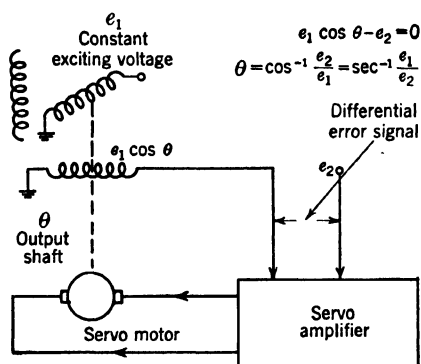 e₁
Constant
exciting voltage
e₁ cos θ − e₂ = 0
θ = cos⁻¹ e₂/e₁ = sec⁻¹ e₁/e₂
Differential
error signal
e₁ cos θ
e₂
θ
Output
shaft
Servo motor
Servo
amplifier